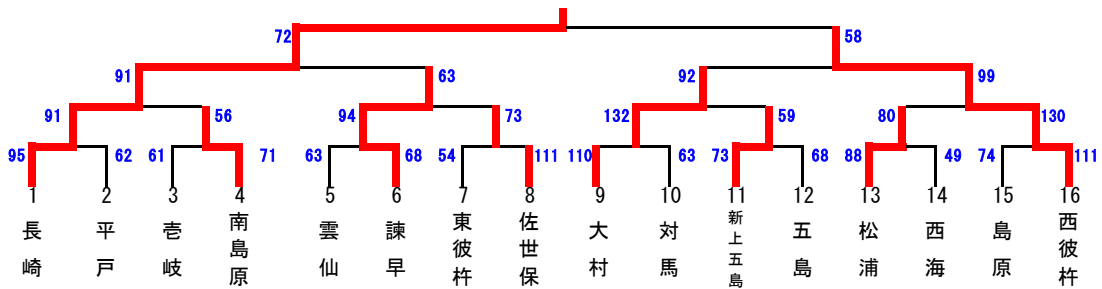 72 58
91 63 92 99
91 56 94 73 132 59 80 130
95 62 61 71 63 68 54 111 110 63 73 68 88 49 74 111
1 2 3 4 5 6 7 8 9 10 11 12 13 14 15 16
長崎
平戸
壱岐
南島原
雲仙
諫早
東彼杵
佐世保
大村
対馬
新上五島
五島
松浦
西海
島原
西彼杵